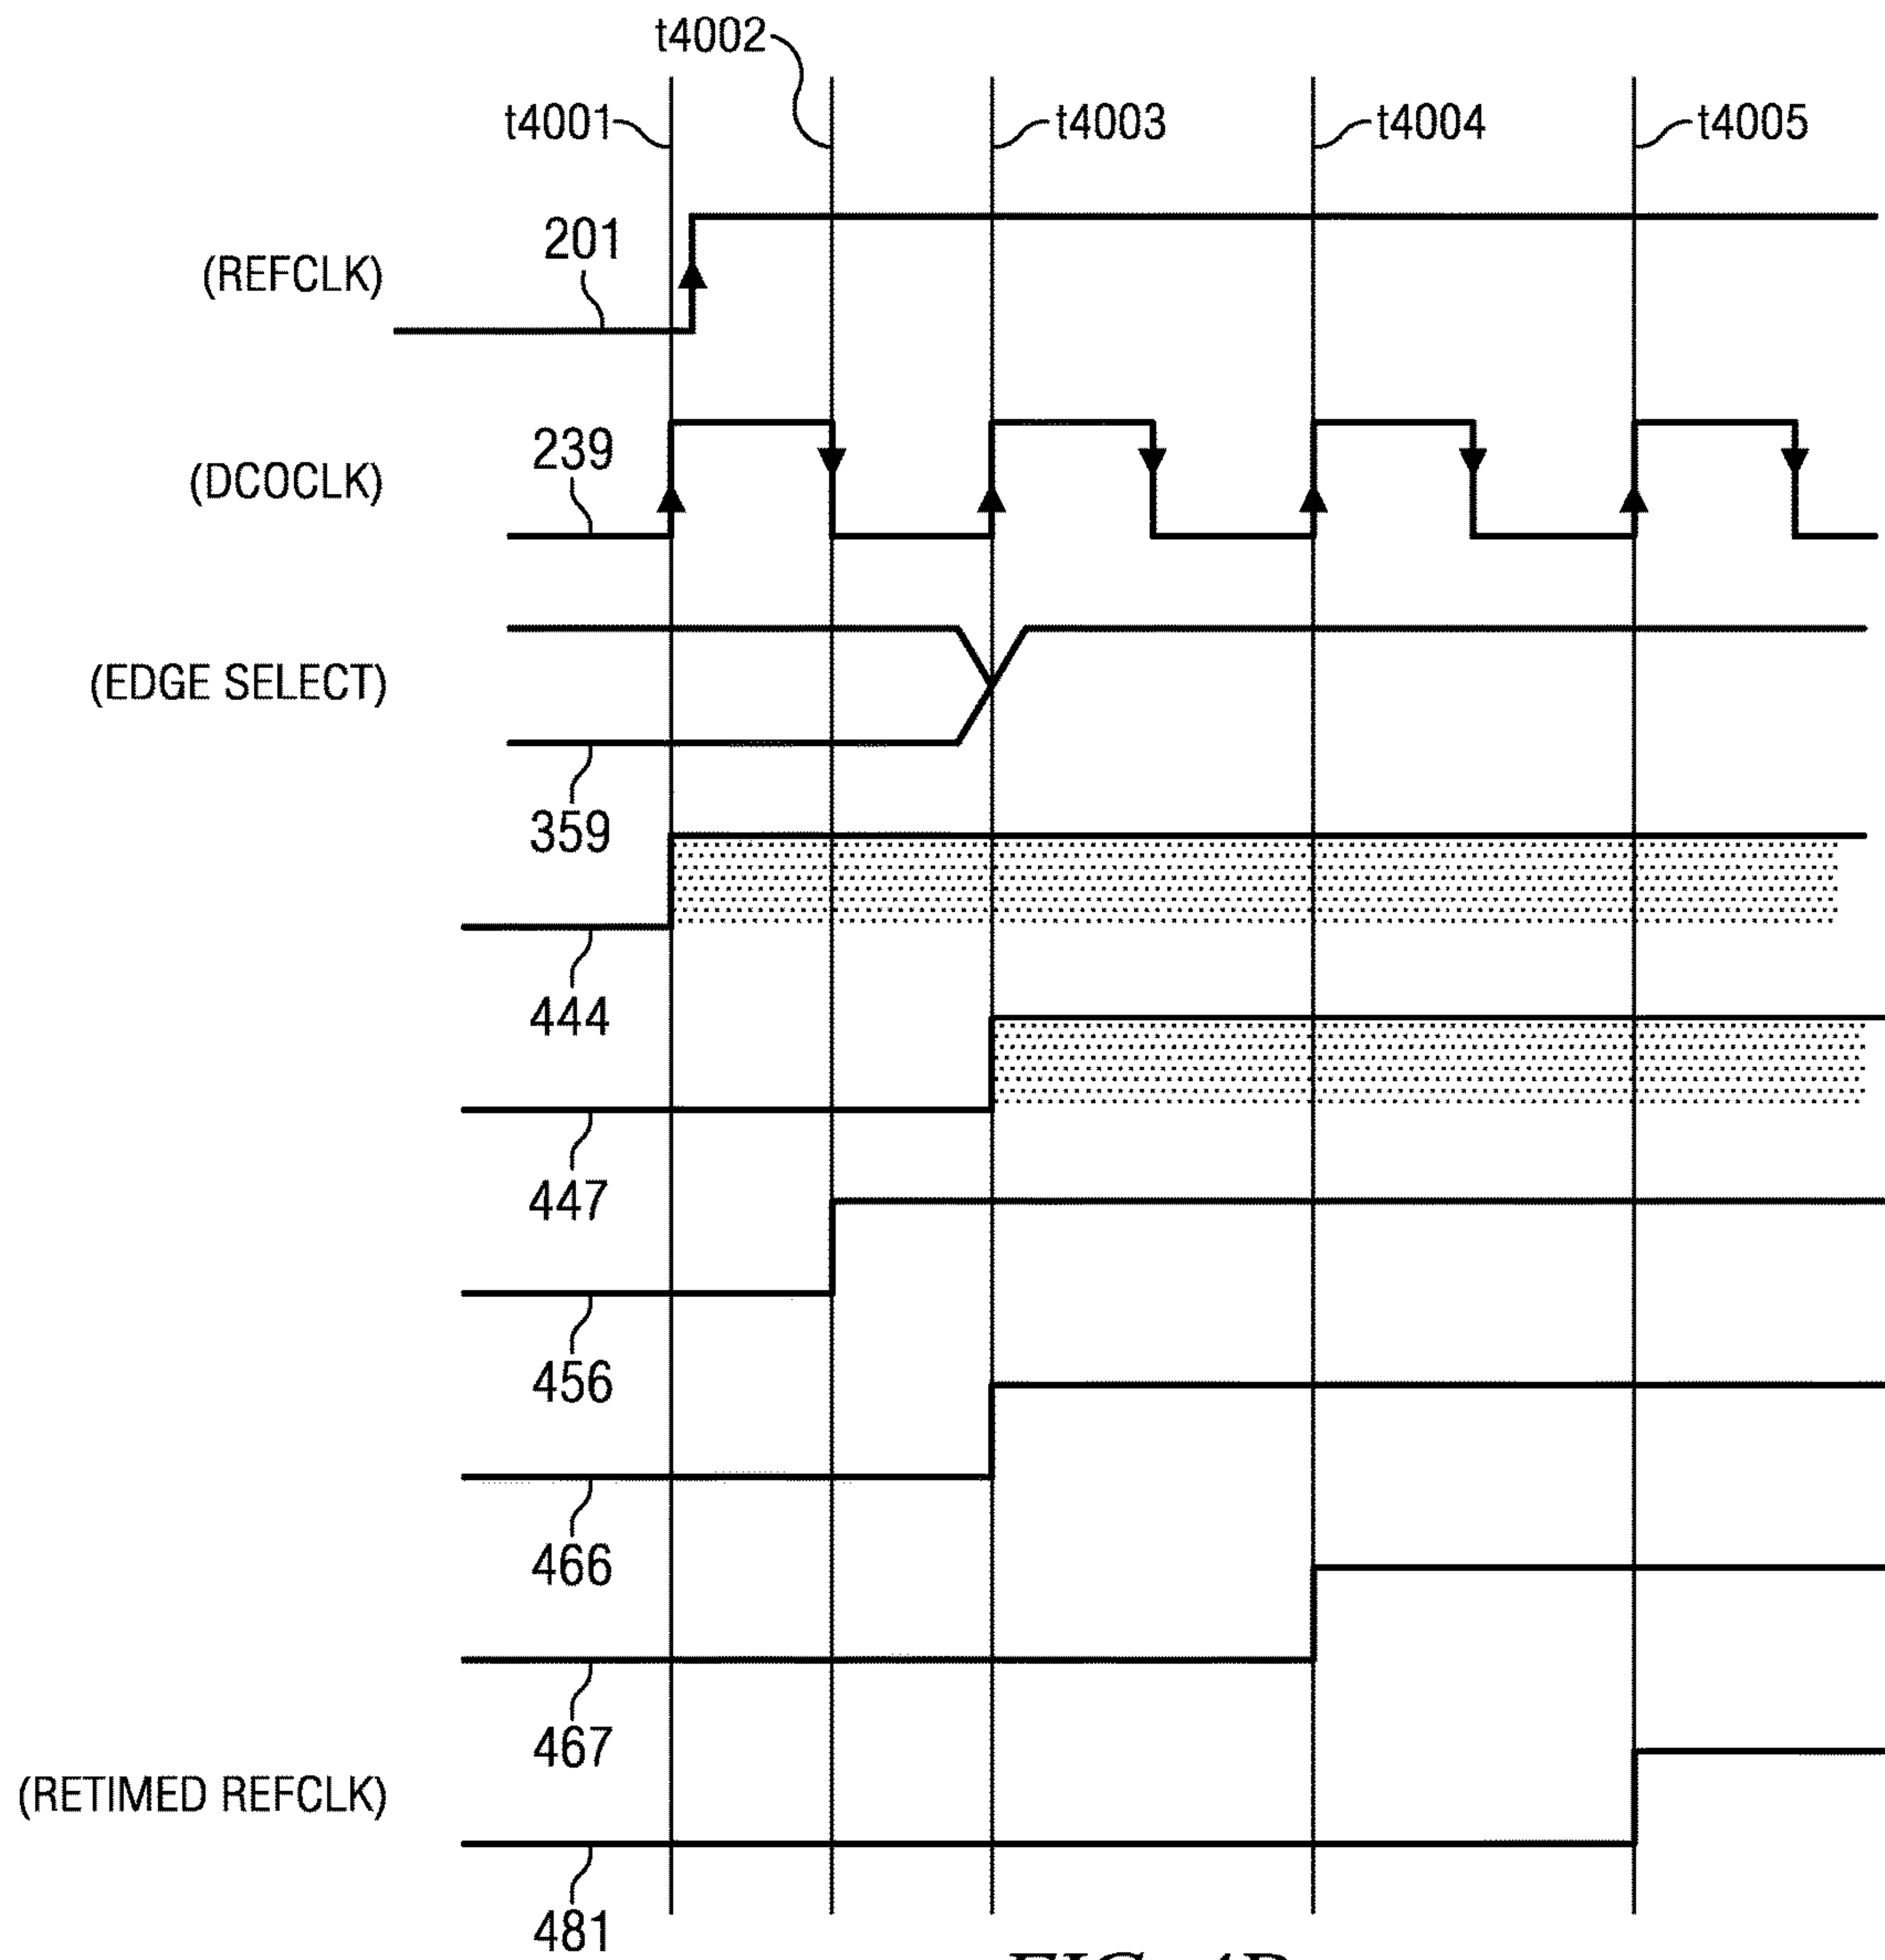 t4002
t4001
t4003
t4004
t4005
201
(REFCLK)
239
(DCOCLK)
(EDGE SELECT)
359
444
447
456
466
467
(RETIMED REFCLK)
481